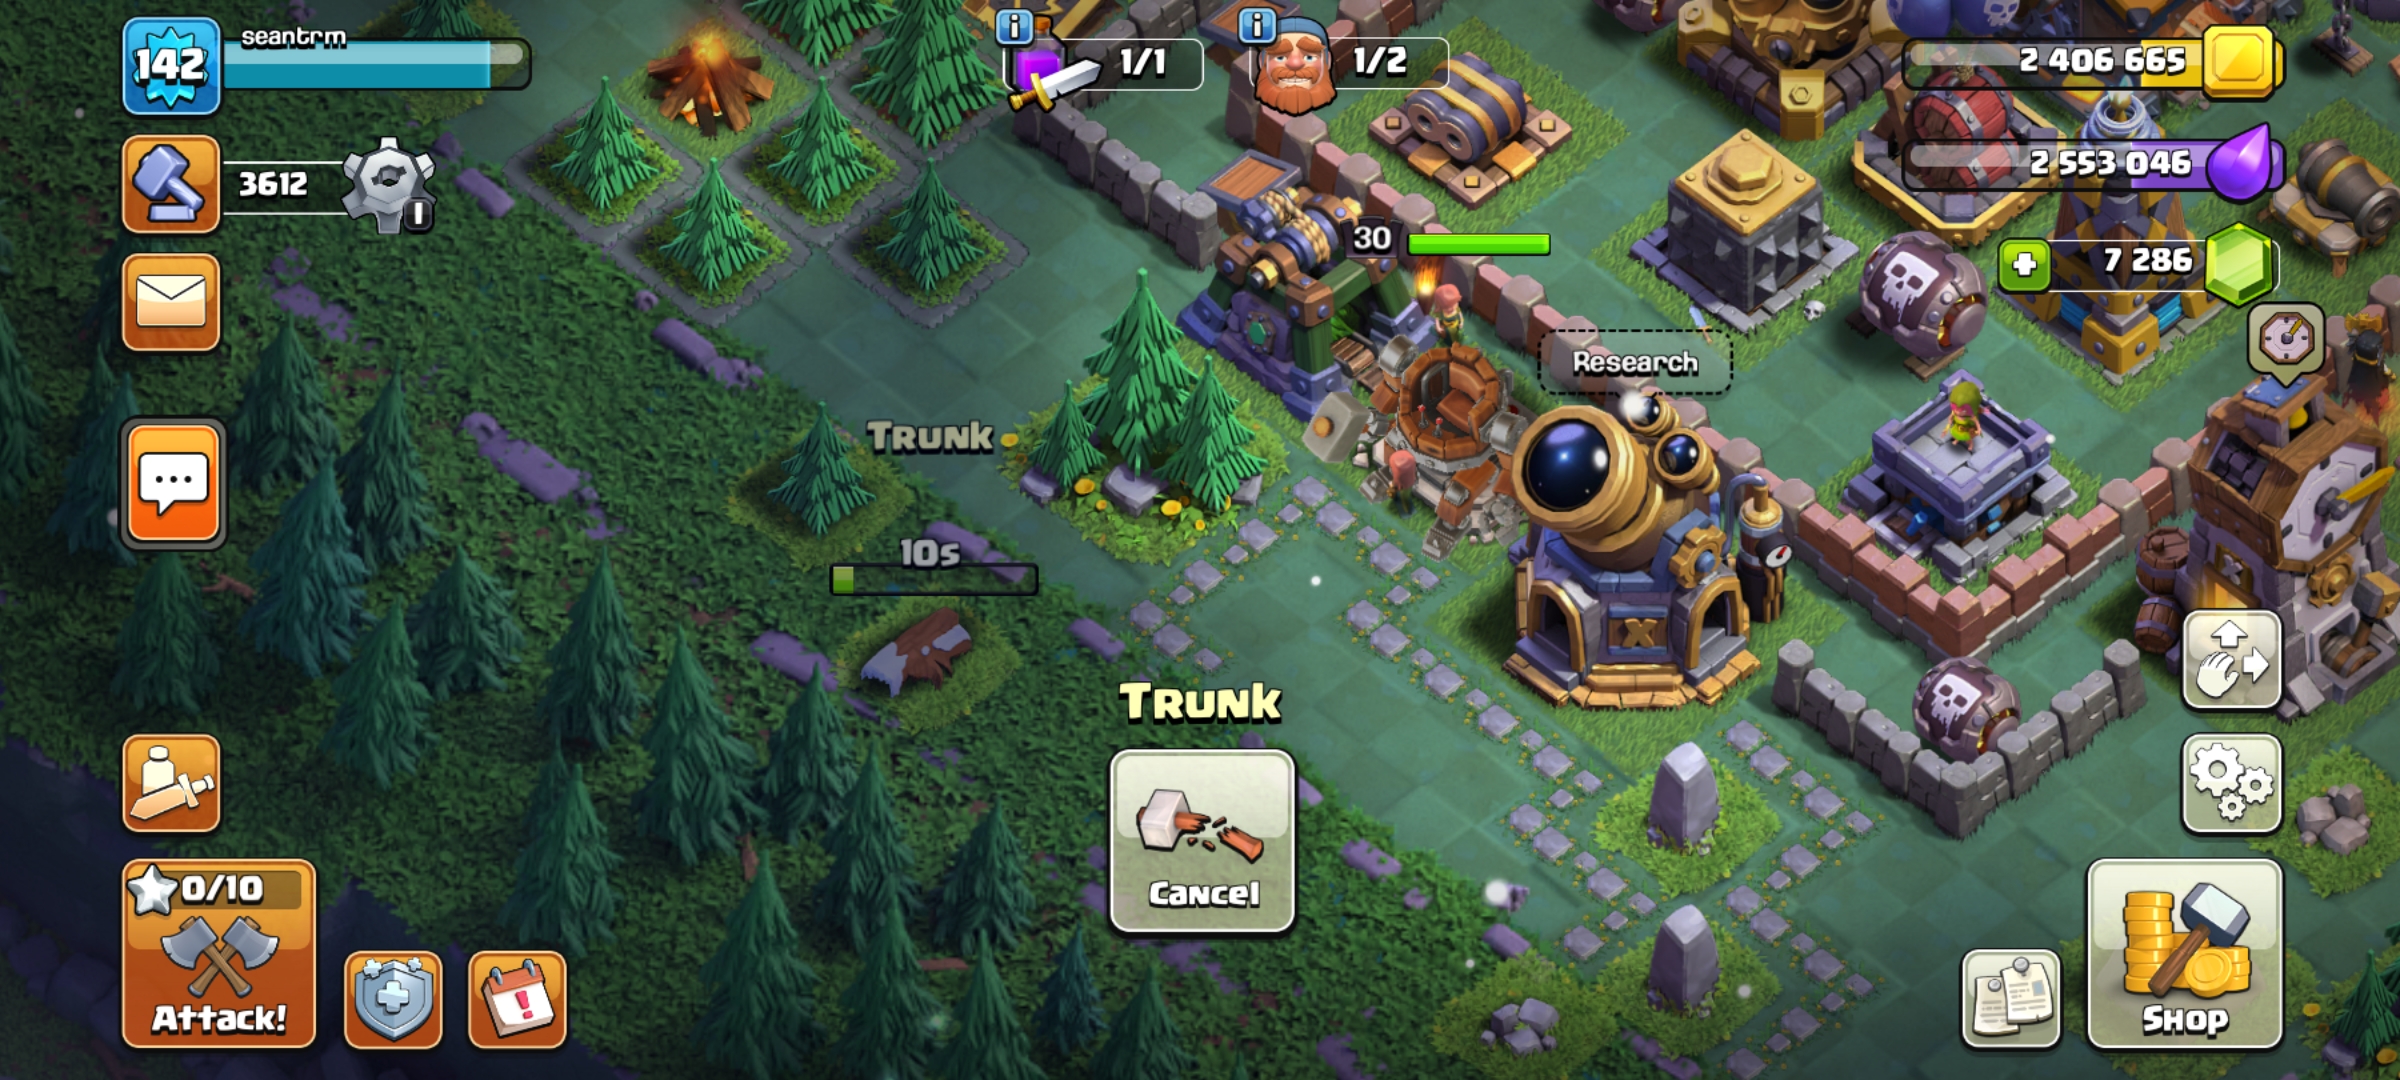 142
seantrm
1/1
1/2
2 406 665
3612
I
2 553 046
30
7 286
Research
Trunk
10s
Trunk
Cancel
0/10
Attack!
Shop